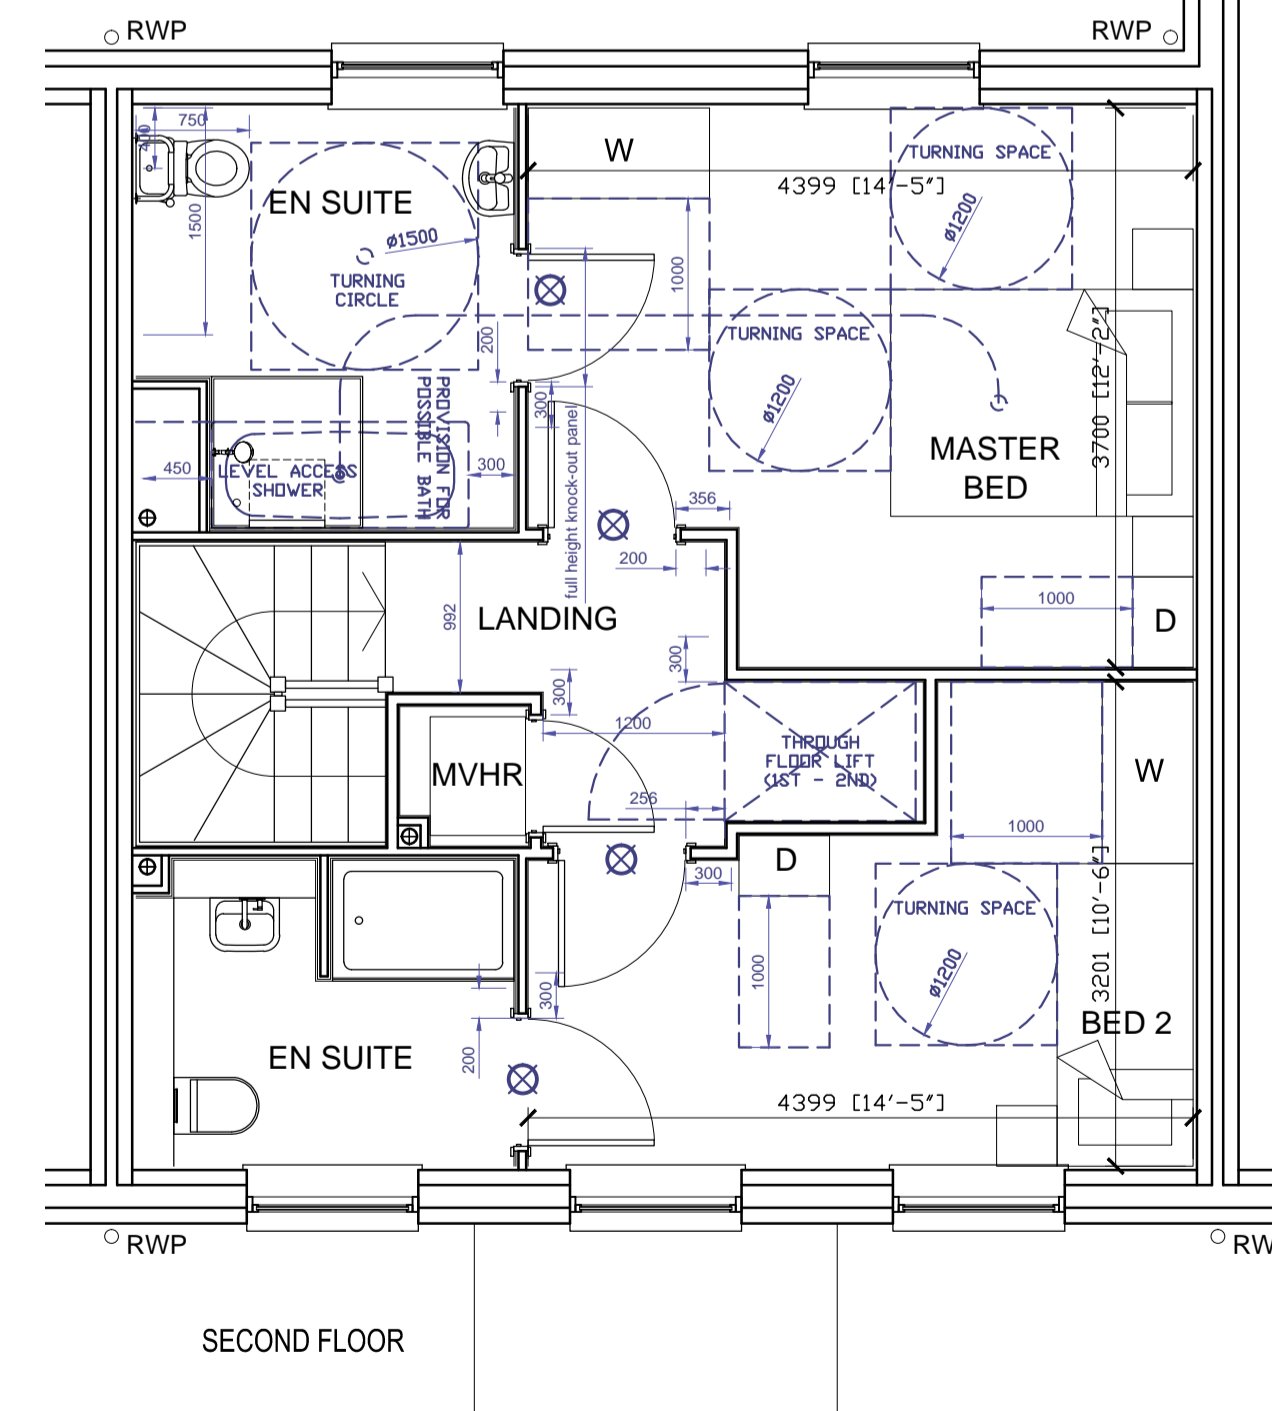 RWP
RWP
750
400
1500
EN SUITE
ø1500
TURNING
CIRCLE
W
4399 [14'-5"]
TURNING SPACE
ø1200
1000
TURNING SPACE
ø1200
200
300
full height knock-out panel
PROVISION FOR
POSSIBLE BATH
450
LEVEL ACCESS
SHOWER
300
356
200
MASTER
BED
3700 [12'-2"]
1000
D
992
LANDING
300
300
1200
THROUGH
FLOOR LIFT
(1ST - 2ND)
MVHR
256
W
1000
D
300
1000
TURNING SPACE
ø1200
3201 [10'-6"]
BED 2
300
200
EN SUITE
4399 [14'-5"]
RWP
RW
SECOND FLOOR